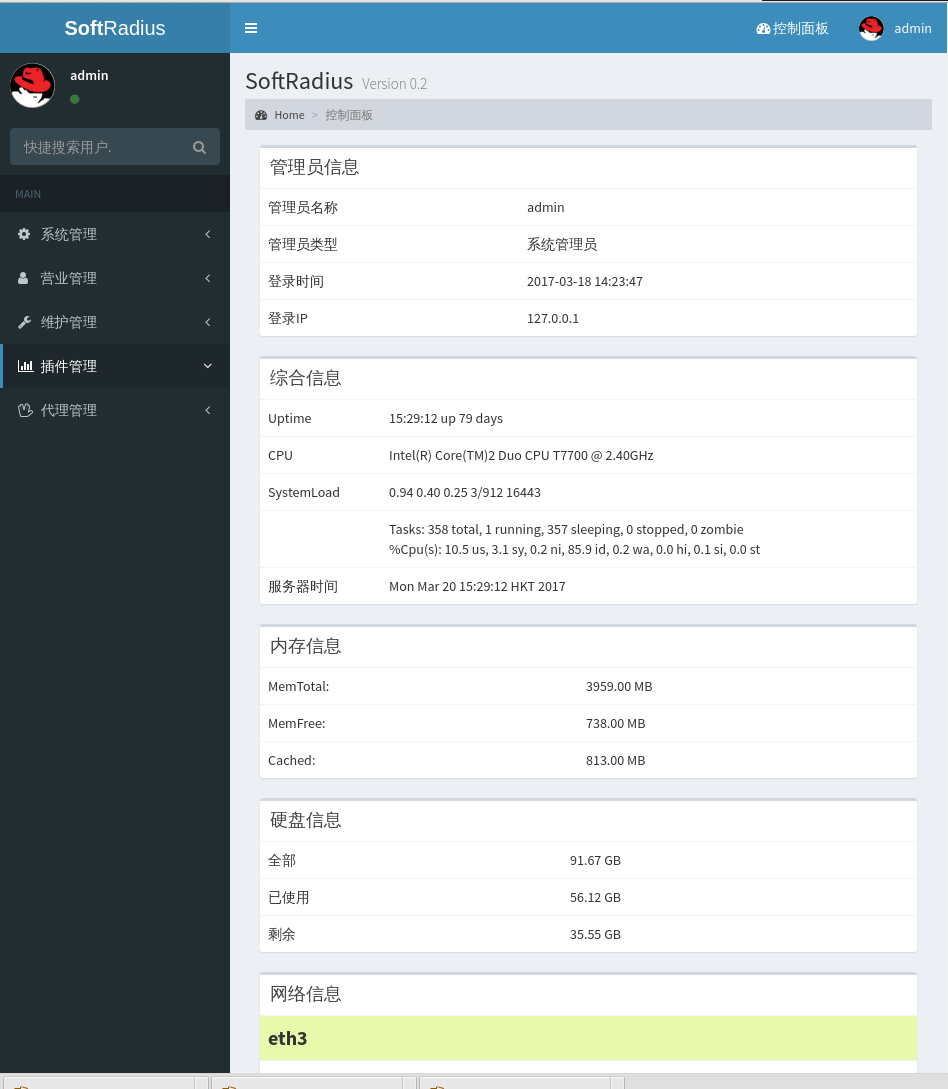 SoftRadius
控制面板
admin
admin
快捷搜索用户.
MAIN
系统管理
营业管理
维护管理
插件管理
代理管理
SoftRadius Version 0.2
Home > 控制面板
管理员信息
管理员名称 admin
管理员类型 系统管理员
登录时间 2017-03-18 14:23:47
登录IP 127.0.0.1
综合信息
Uptime 15:29:12 up 79 days
CPU Intel(R) Core(TM)2 Duo CPU T7700 @ 2.40GHz
SystemLoad 0.94 0.40 0.25 3/912 16443
Tasks: 358 total, 1 running, 357 sleeping, 0 stopped, 0 zombie
%Cpu(s): 10.5 us, 3.1 sy, 0.2 ni, 85.9 id, 0.2 wa, 0.0 hi, 0.1 si, 0.0 st
服务器时间 Mon Mar 20 15:29:12 HKT 2017
内存信息
MemTotal: 3959.00 MB
MemFree: 738.00 MB
Cached: 813.00 MB
硬盘信息
全部 91.67 GB
已使用 56.12 GB
剩余 35.55 GB
网络信息
eth3